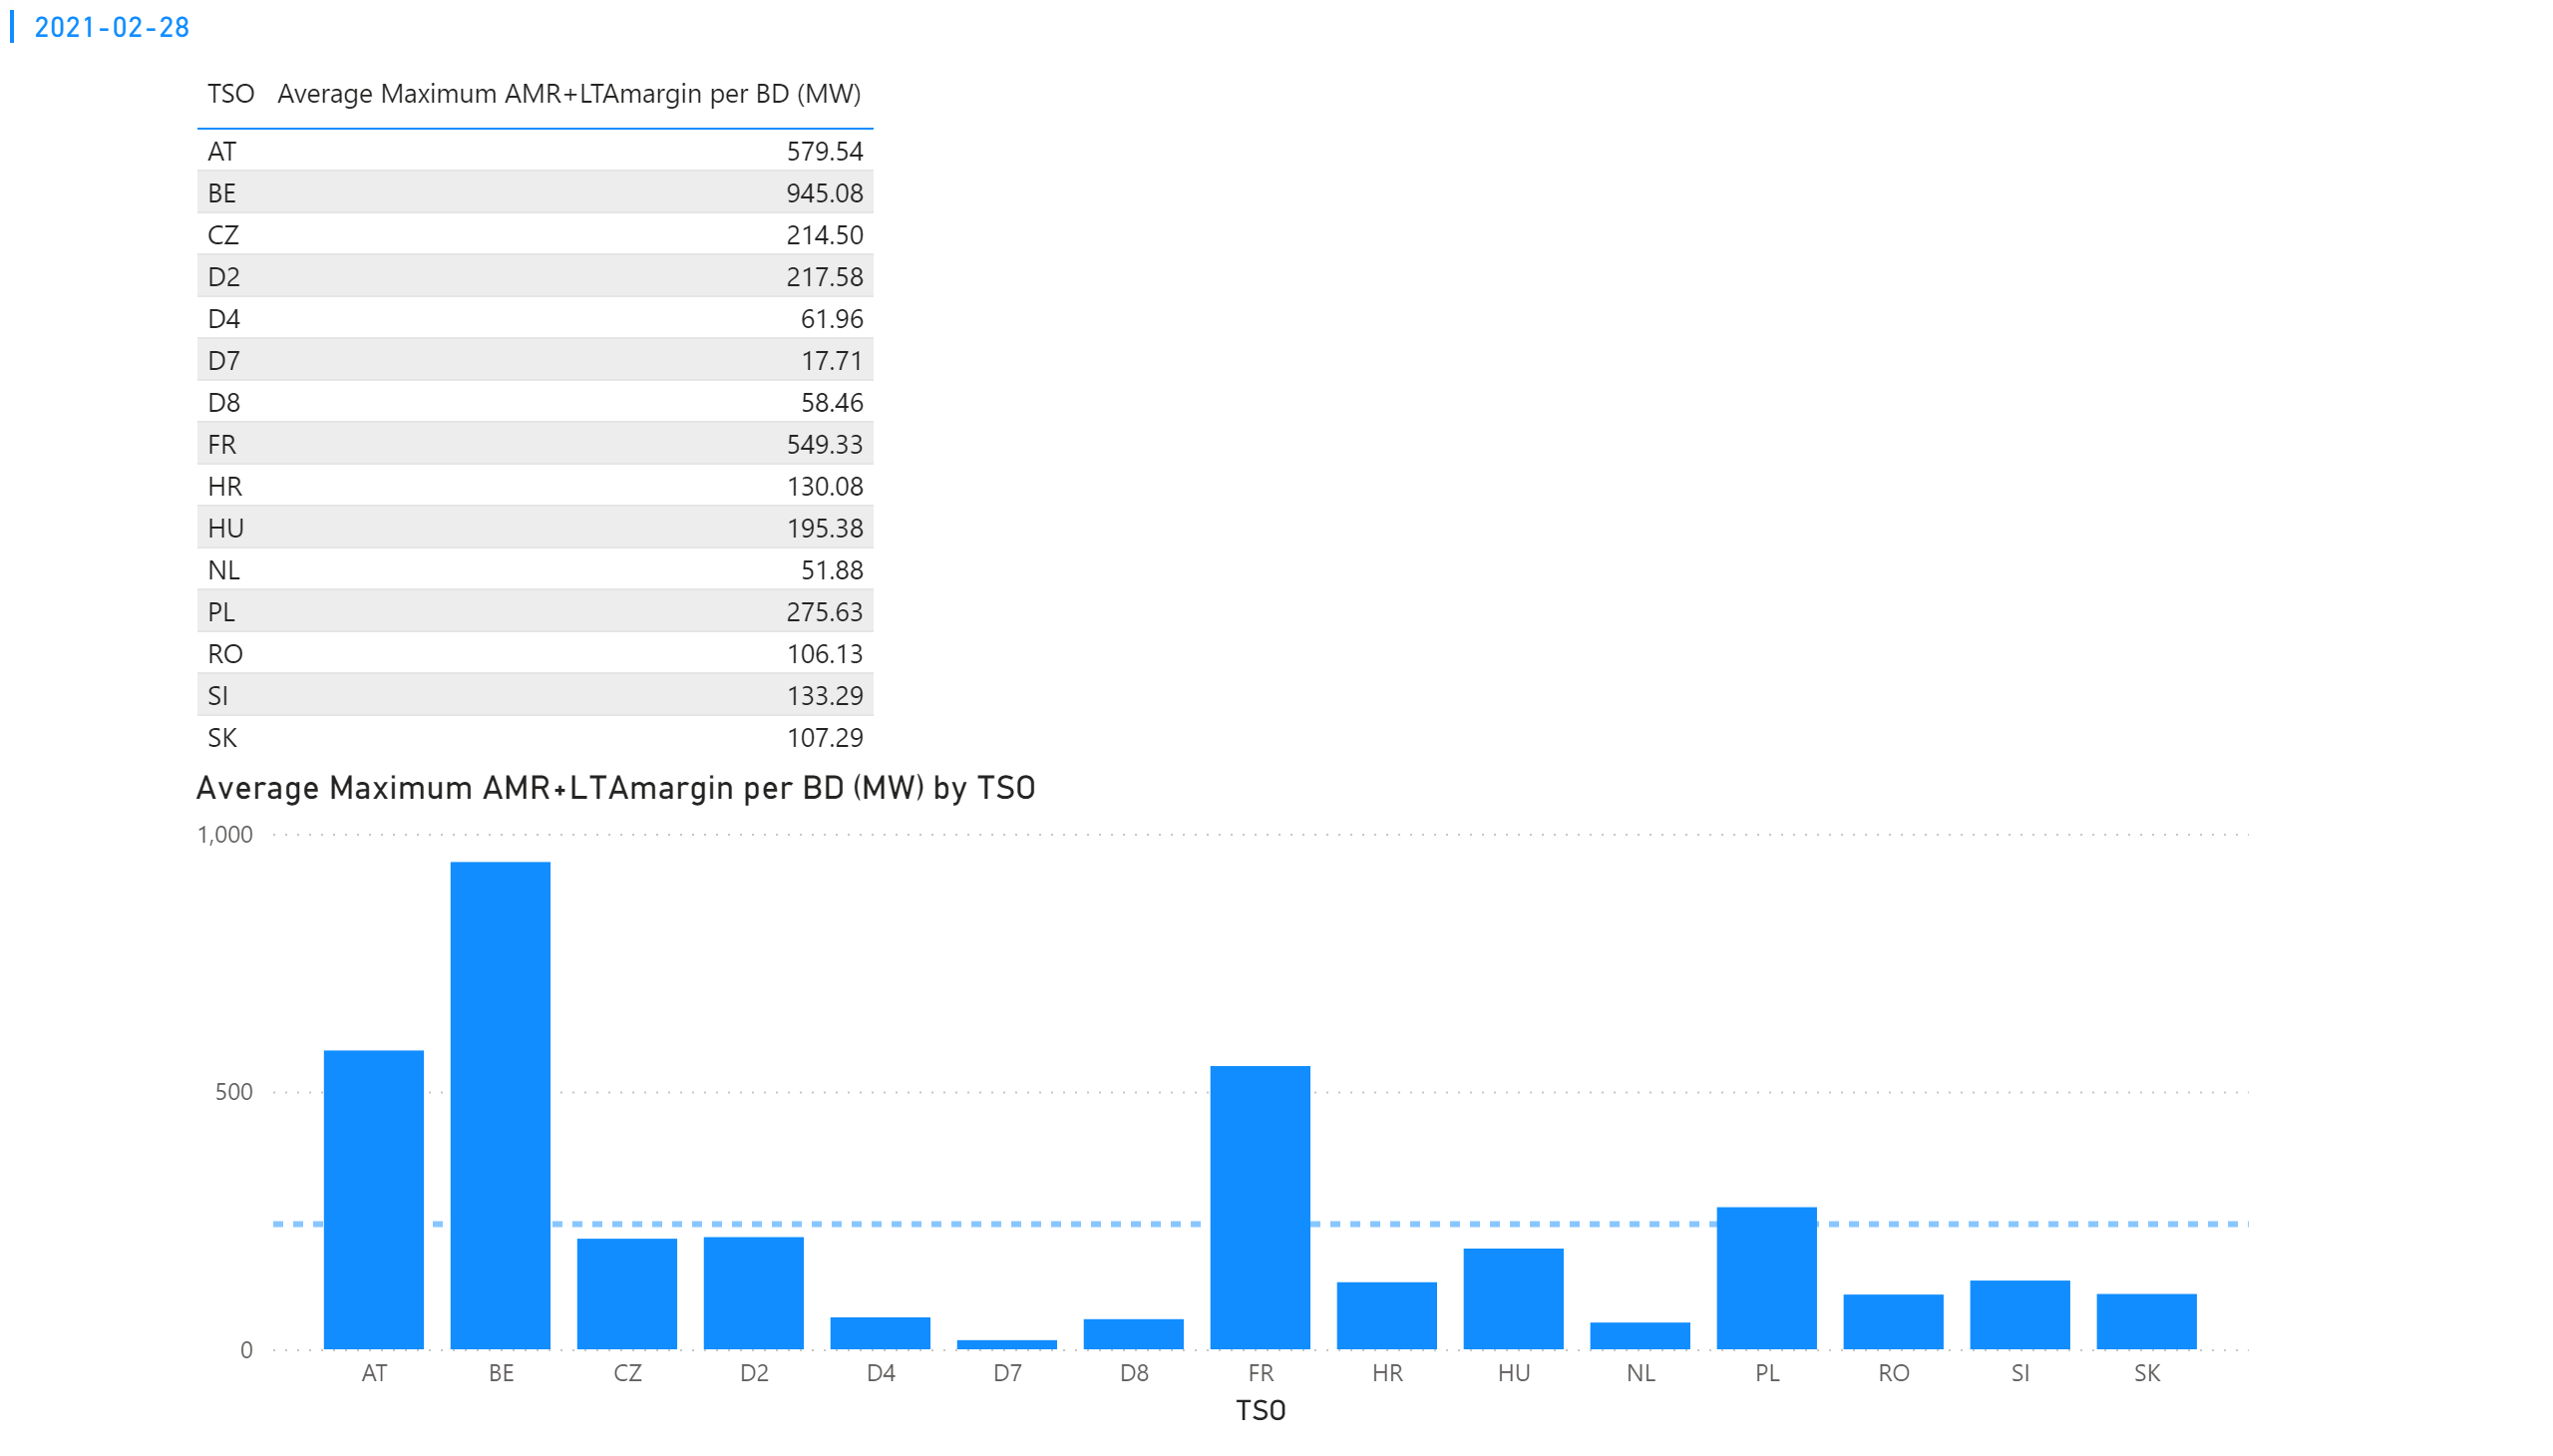 2021-02-28
TSO Average Maximum AMR+LTAmargin per BD (MW)
AT 579.54
BE 945.08
CZ 214.50
D2 217.58
D4 61.96
D7 17.71
D8 58.46
FR 549.33
HR 130.08
HU 195.38
NL 51.88
PL 275.63
RO 106.13
SI 133.29
SK 107.29
Average Maximum AMR+LTAmargin per BD (MW) by TSO
1,000
500
0
AT BE CZ D2 D4 D7 D8 FR HR HU NL PL RO SI SK
TSO